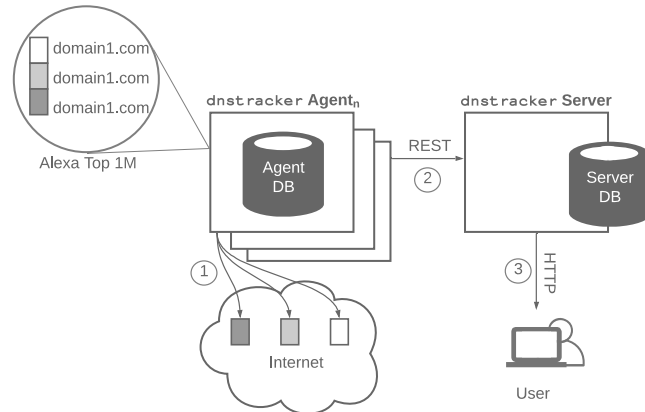 domain1.com
domain1.com
domain1.com
Alexa Top 1M
dnstracker Agentn
Agent
DB
REST
2
dnstracker Server
Server
DB
1
Internet
3
HTTP
User